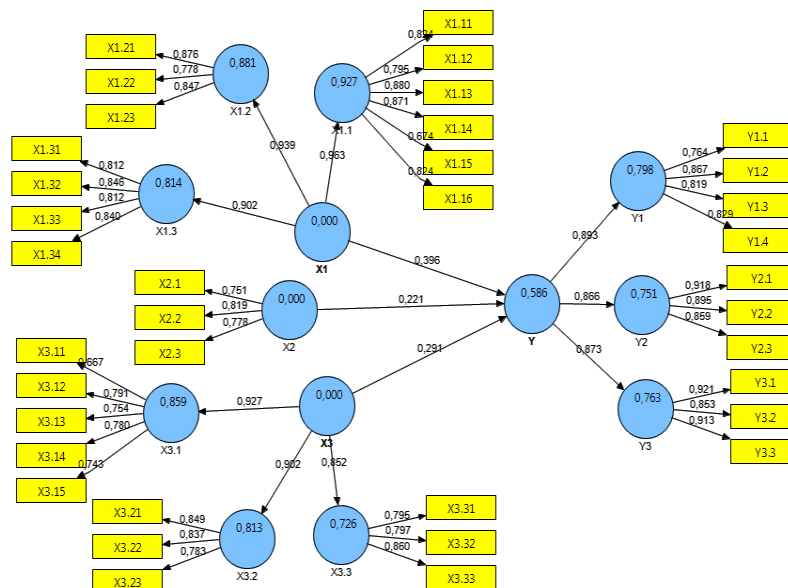 X1.11
X1.21
0,876
0,881
X1.2
0,927
X1.1
0,824
0,795
X1.12
X1.22
0,778
0,880
X1.13
X1.23
0,847
0,871
X1.14
0,674
X1.15
0,824
X1.16
0,939
0,963
X1.31
0,812
X1.32
0,846
0,814
X1.3
X1.33
0,812
X1.34
0,840
0,902
0,000
X1
0,396
Y1.1
0,764
Y1.2
0,867
0,798
Y1
Y1.3
0,819
Y1.4
0,829
0,893
X2.1
0,751
X2.2
0,819
0,000
X2
X2.3
0,778
0,221
0,586
Y
0,866
0,751
Y2
0,918
Y2.1
0,895
Y2.2
0,859
Y2.3
0,291
0,873
X3.11
0,667
X3.12
0,791
0,859
X3.1
X3.13
0,754
X3.14
0,780
X3.15
0,743
0,927
0,000
X3
0,763
Y3
0,921
Y3.1
0,853
Y3.2
0,913
Y3.3
0,902
0,852
X3.21
0,849
X3.22
0,837
0,813
X3.2
X3.23
0,783
0,726
X3.3
0,795
X3.31
0,797
X3.32
0,860
X3.33